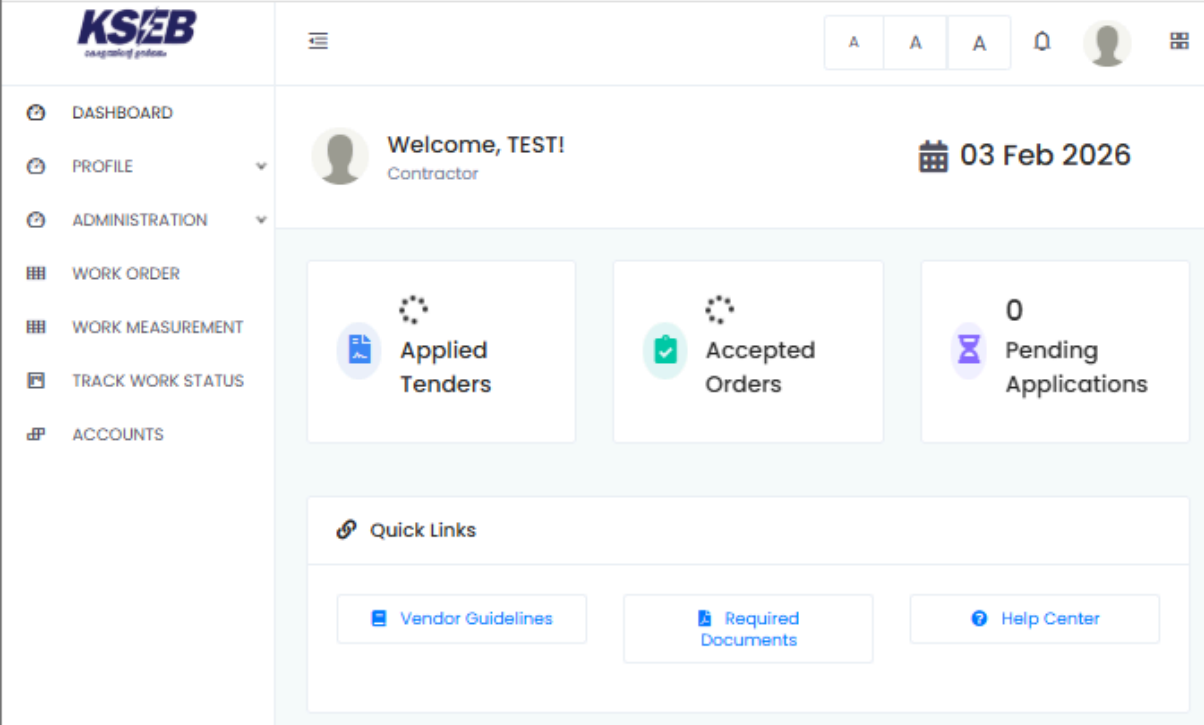 KSEB
A A A
DASHBOARD
PROFILE
ADMINISTRATION
WORK ORDER
WORK MEASUREMENT
TRACK WORK STATUS
ACCOUNTS
Welcome, TEST!
Contractor
03 Feb 2026
Applied
Tenders
Accepted
Orders
0
Pending
Applications
Quick Links
Vendor Guidelines
Required
Documents
Help Center